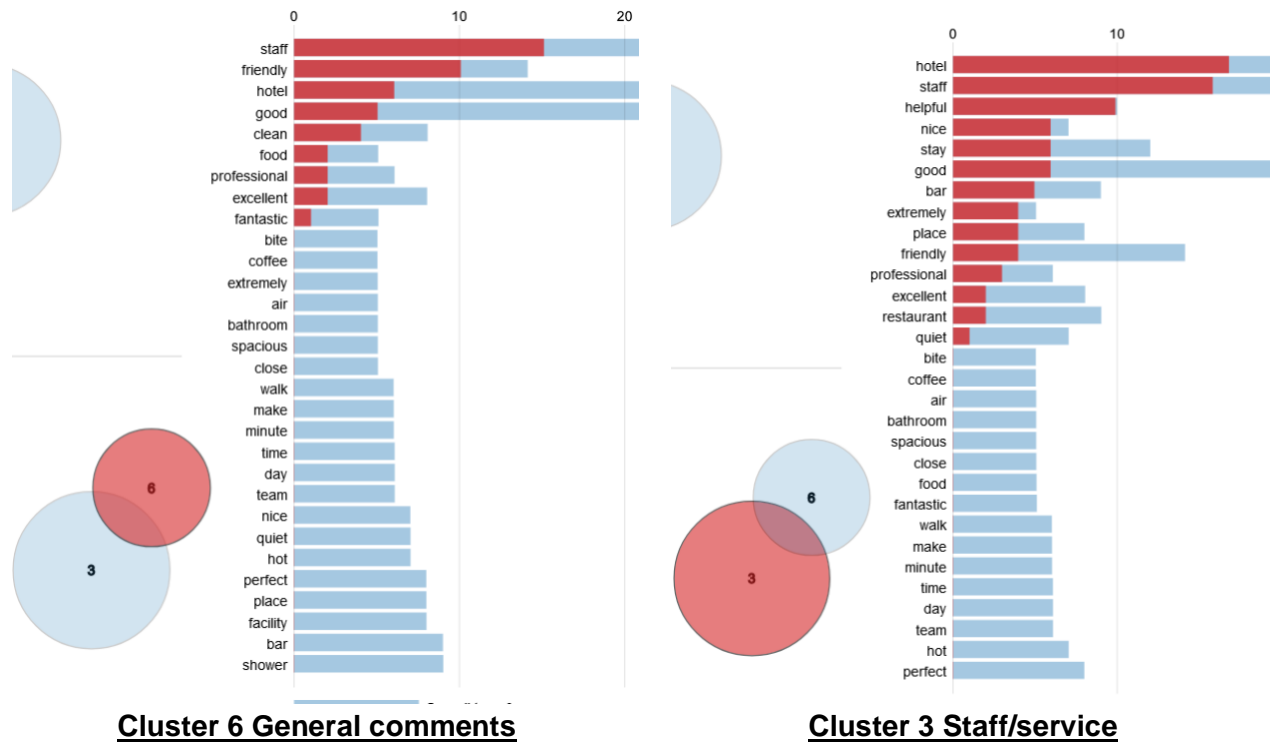 0 10 20
staff
friendly
hotel
good
clean
food
professional
excellent
fantastic
bite
coffee
extremely
air
bathroom
spacious
close
walk
make
minute
time
day
team
nice
quiet
hot
perfect
place
facility
bar
shower
6
3
Cluster 6 General comments
0 10
hotel
staff
helpful
nice
stay
good
bar
extremely
place
friendly
professional
excellent
restaurant
quiet
bite
coffee
air
bathroom
spacious
close
food
fantastic
walk
make
minute
time
day
team
hot
perfect
6
3
Cluster 3 Staff/service